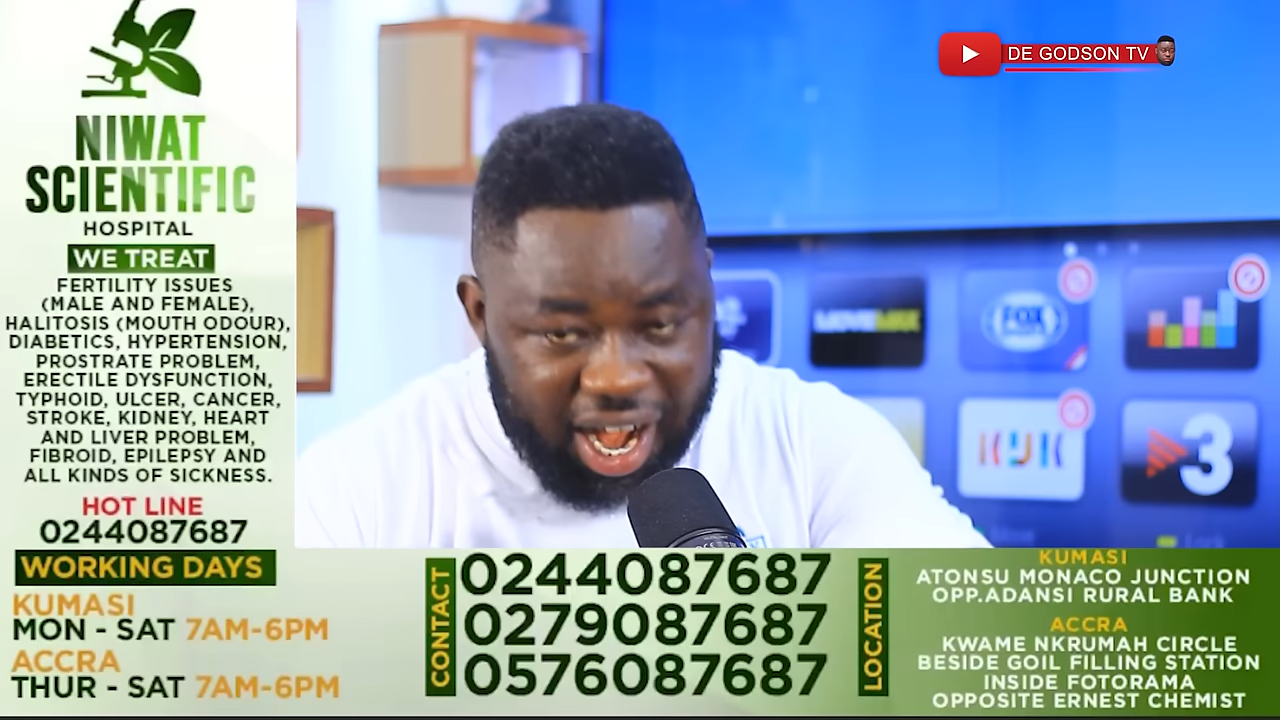 NIWAT
SCIENTIFIC
HOSPITAL
WE TREAT
FERTILITY ISSUES
(MALE AND FEMALE),
HALITOSIS (MOUTH ODOUR),
DIABETICS, HYPERTENSION,
PROSTRATE PROBLEM,
ERECTILE DYSFUNCTION,
TYPHOID, ULCER, CANCER,
STROKE, KIDNEY, HEART
AND LIVER PROBLEM,
FIBROID, EPILEPSY AND
ALL KINDS OF SICKNESS.
HOT LINE
0244087687
WORKING DAYS
KUMASI
MON - SAT 7AM-6PM
ACCRA
THUR - SAT 7AM-6PM
DE GODSON TV
FOX
3
CONTACT
0244087687
0279087687
0576087687
LOCATION
KUMASI
ATONSU MONACO JUNCTION
OPP.ADANSI RURAL BANK
ACCRA
KWAME NKRUMAH CIRCLE
BESIDE GOIL FILLING STATION
INSIDE FOTORAMA
OPPOSITE ERNEST CHEMIST